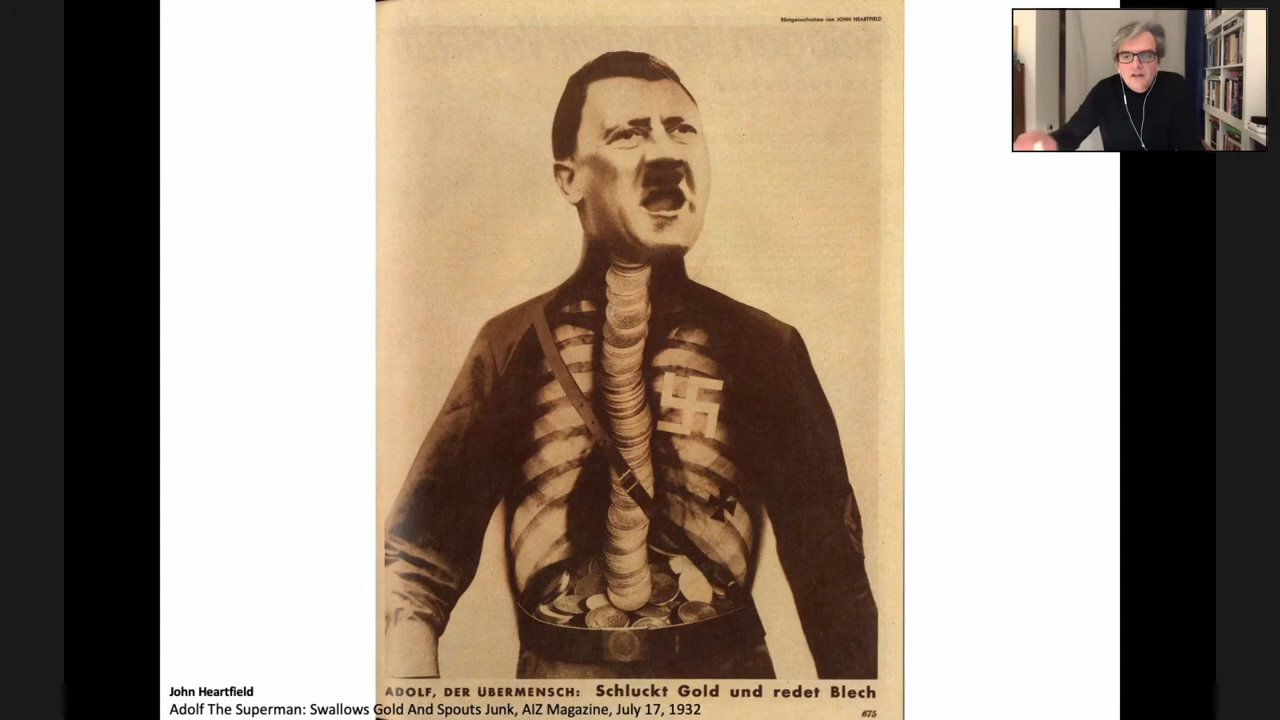 Röntgenaufnahme von JOHN HEARTFIELD
ADOLF, DER ÜBERMENSCH: Schluckt Gold und redet Blech
675
John Heartfield
Adolf The Superman: Swallows Gold And Spouts Junk, AIZ Magazine, July 17, 1932